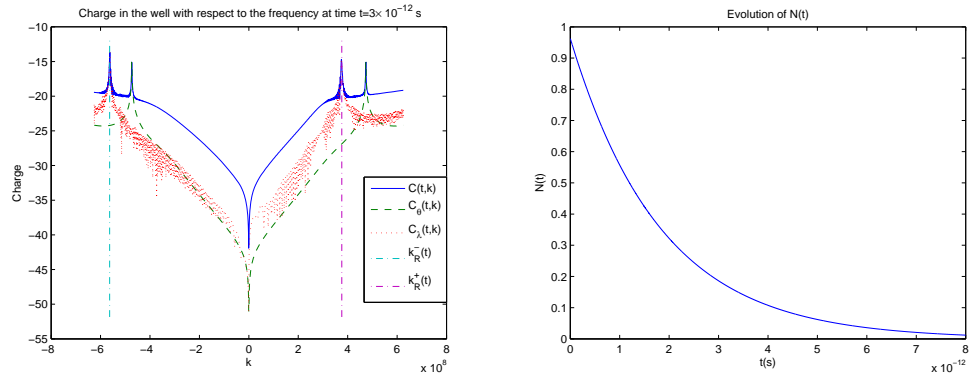 Charge in the well with respect to the frequency at time t=3× 10⁻¹² s
−10
−15
−20
−25
−30
−35
−40
−45
−50
−55
Charge
C(t,k)
C_θ(t,k)
C_λ(t,k)
k_R^−(t)
k_R^+(t)
−8 −6 −4 −2 0 2 4 6 8
k
x 10⁸
Evolution of N(t)
1
0.9
0.8
0.7
0.6
0.5
0.4
0.3
0.2
0.1
0
N(t)
0 1 2 3 4 5 6 7 8
t(s)
x 10⁻¹²